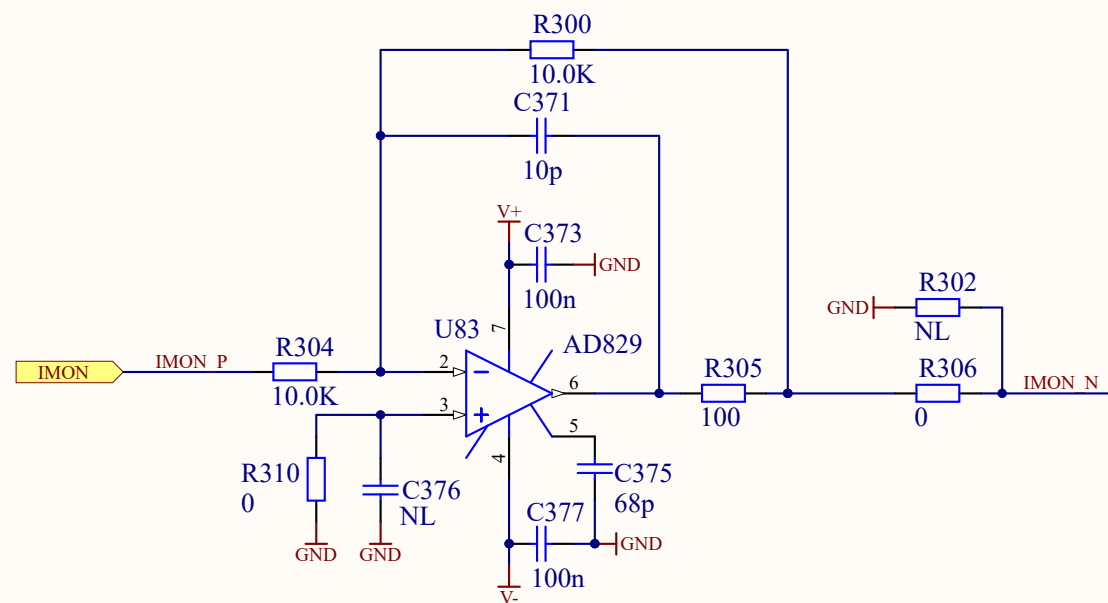 R300
10.0K
C371
10p
V+
C373
GND
100n
R302
GND
NL
U83
7
AD829
R304
IMON
IMON_P
2
10.0K
6
R305
100
R306
0
IMON_N
3
5
R310
0
C376
NL
4
C375
68p
C377
GND
GND
GND
100n
V-